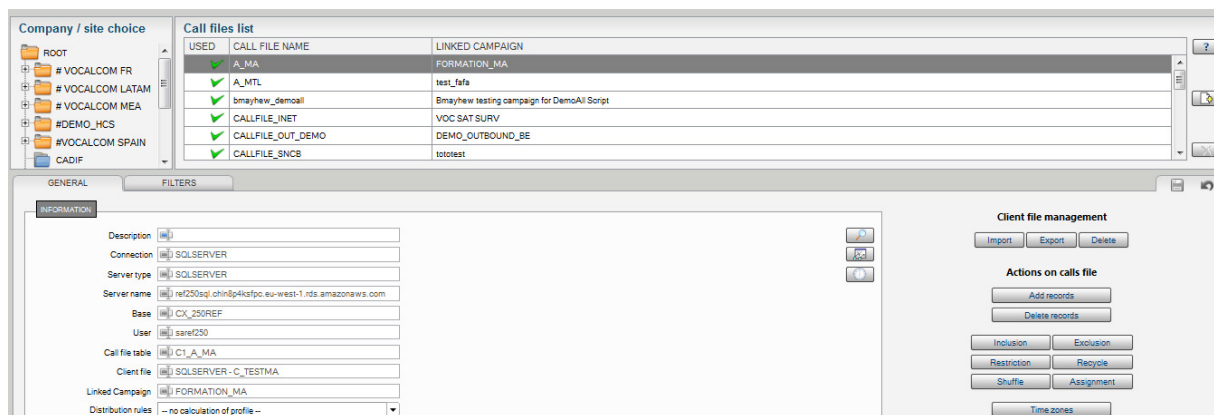 Company / site choice
ROOT
# VOCALCOM FR
# VOCALCOM LATAM
# VOCALCOM MEA
#DEMO_HCS
#VOCALCOM SPAIN
CADIF
Call files list
USED CALL FILE NAME LINKED CAMPAIGN
A_MA FORMATION_MA
A_MTL test_fafa
bmayhew_demoall Bmayhew testing campaign for DemoAll Script
CALLFILE_INET VOC SAT SURV
CALLFILE_OUT_DEMO DEMO_OUTBOUND_BE
CALLFILE_SNCB tototest
?
GENERAL FILTERS
INFORMATION
Description
Connection SQLSERVER
Server type SQLSERVER
Server name ref250sql.chln8p4ksfpc.eu-west-1.rds.amazonaws.com
Base CX_250REF
User saref250
Call file table C1_A_MA
Client file SQLSERVER - C_TESTMA
Linked Campaign FORMATION_MA
Distribution rules -- no calculation of profile --
Client file management
Import Export Delete
Actions on calls file
Add records
Delete records
Inclusion Exclusion
Restriction Recycle
Shuffle Assignment
Time zones